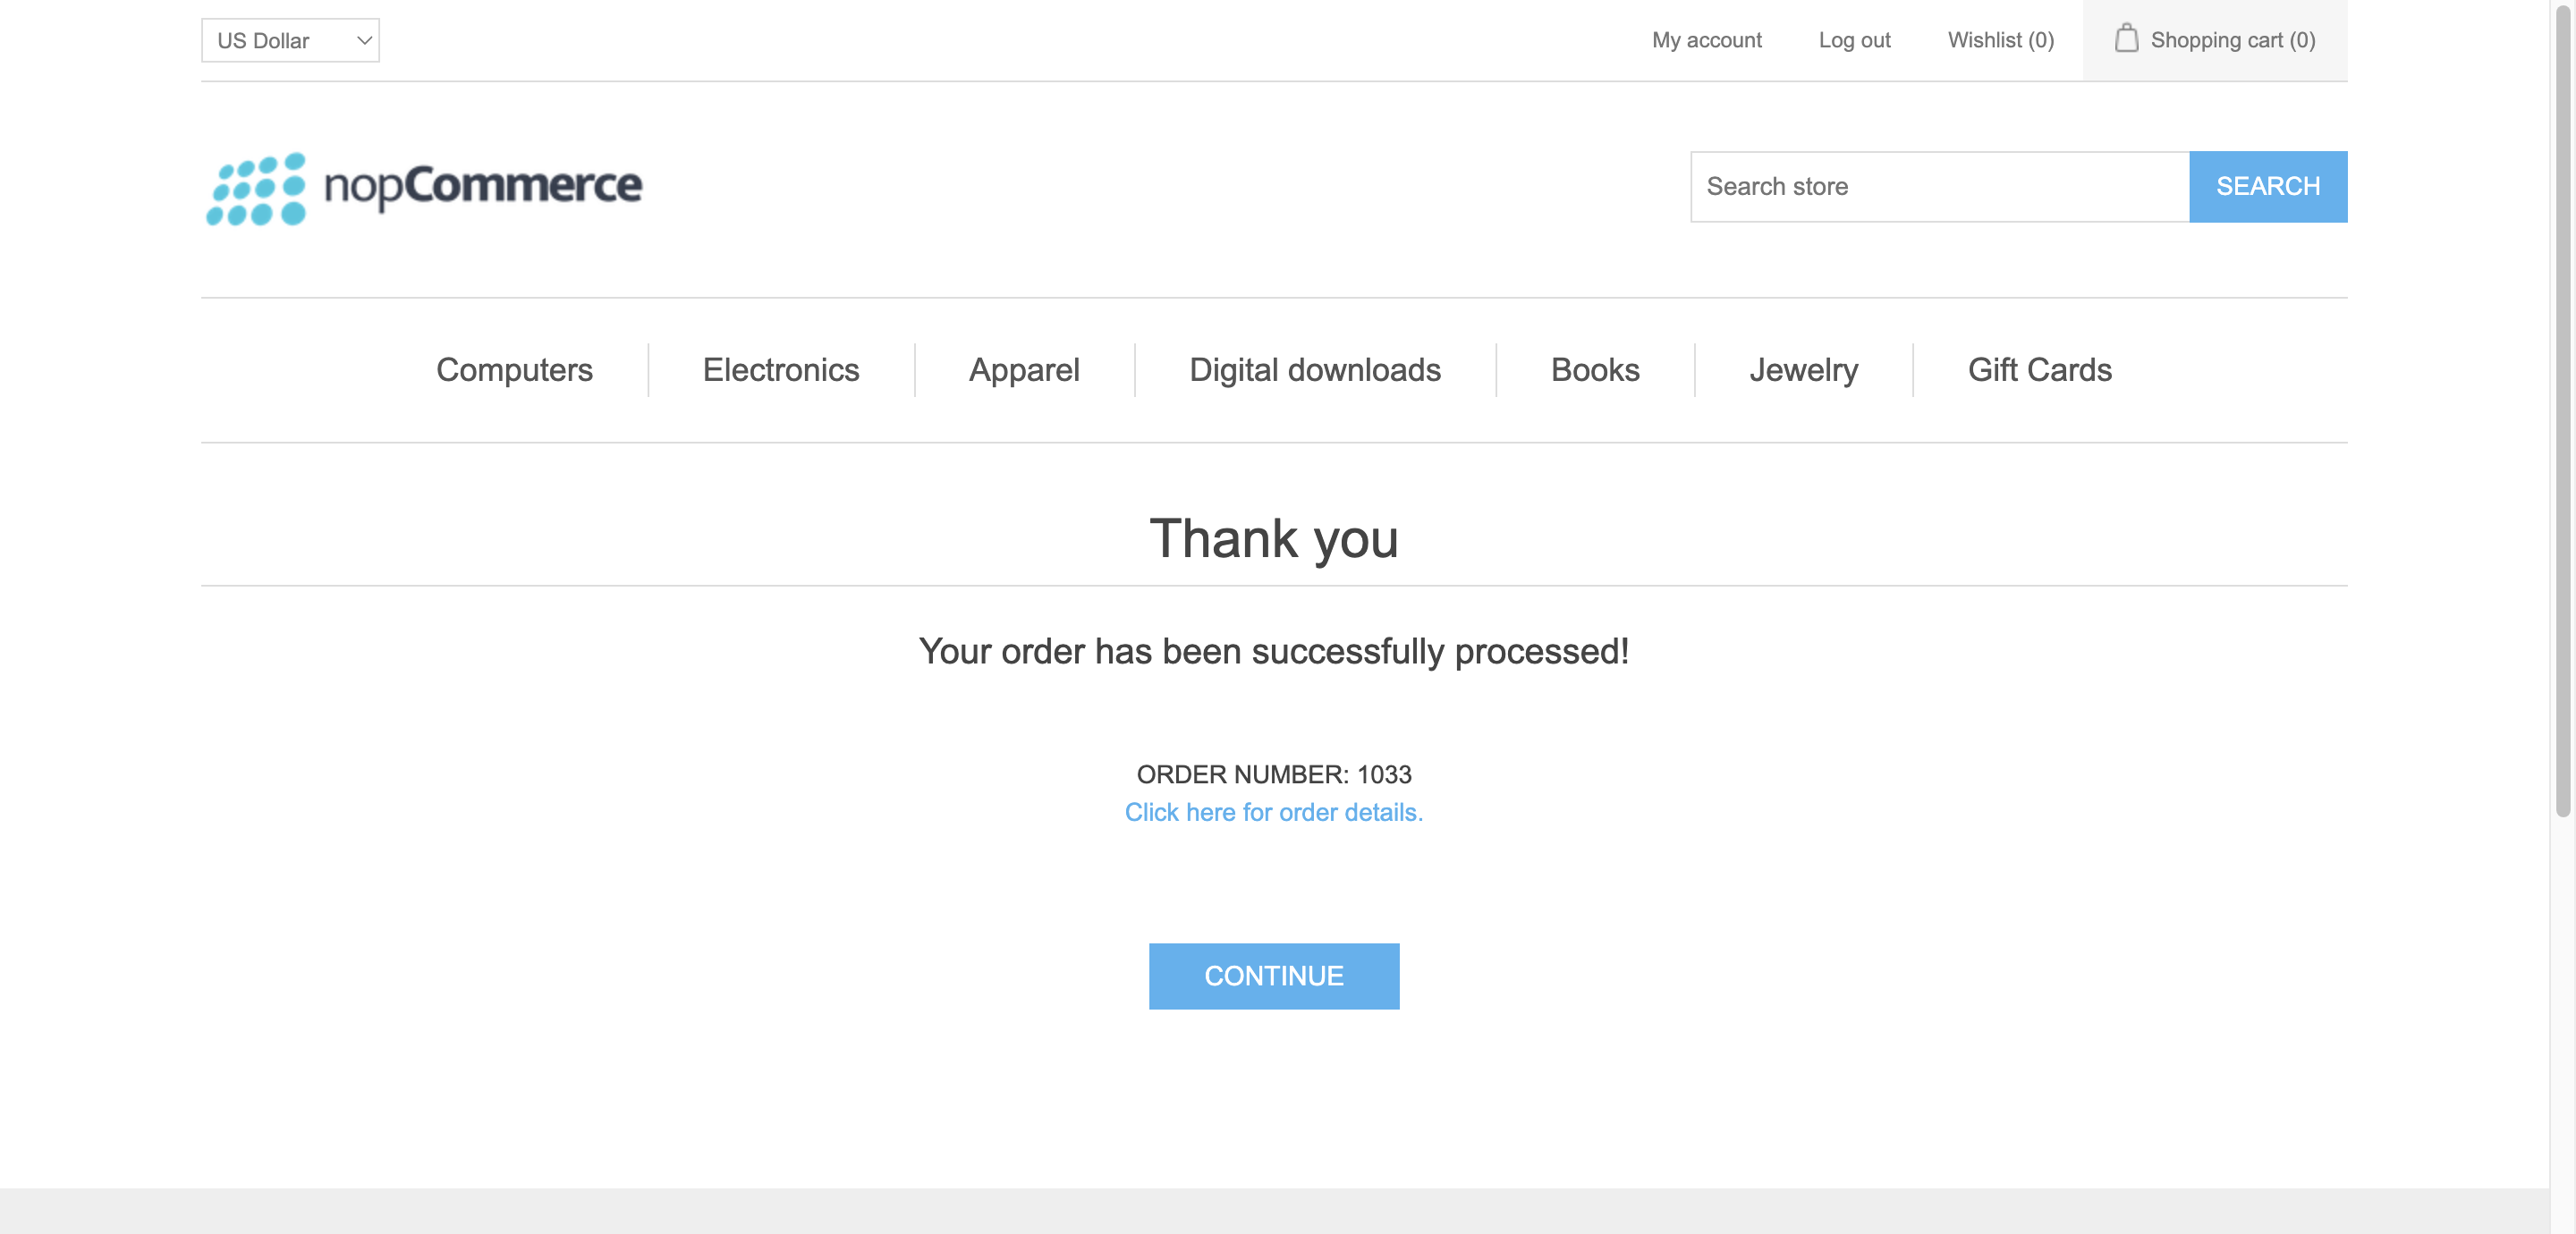 US Dollar
My account
Log out
Wishlist (0)
Shopping cart (0)
nopCommerce
Search store
SEARCH
Computers
Electronics
Apparel
Digital downloads
Books
Jewelry
Gift Cards
Thank you
Your order has been successfully processed!
ORDER NUMBER: 1033
Click here for order details.
CONTINUE